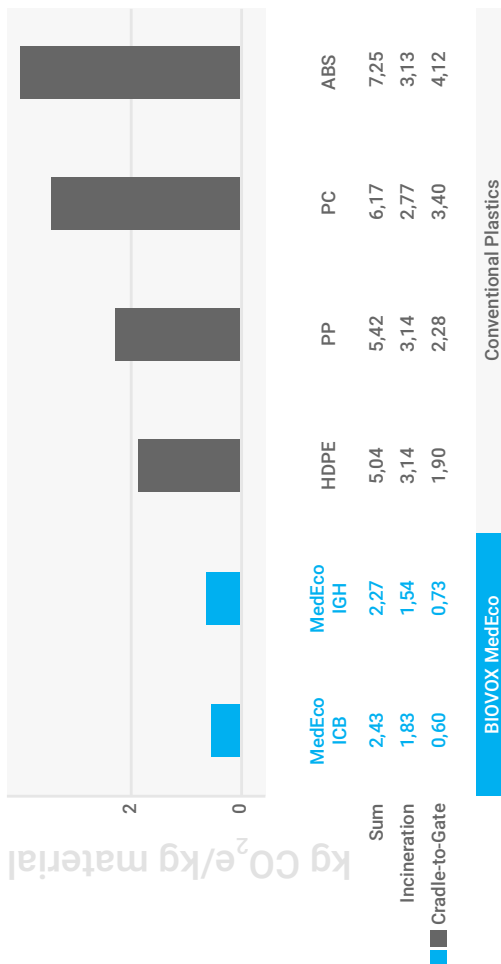 kg CO₂e/kg material
2
0
MedEco ICB
MedEco IGH
HDPE
PP
PC
ABS
Sum 2,43 2,27 5,04 5,42 6,17 7,25
Incineration 1,83 1,54 3,14 3,14 2,77 3,13
Cradle-to-Gate 0,60 0,73 1,90 2,28 3,40 4,12
BIOVOX MedEco
Conventional Plastics